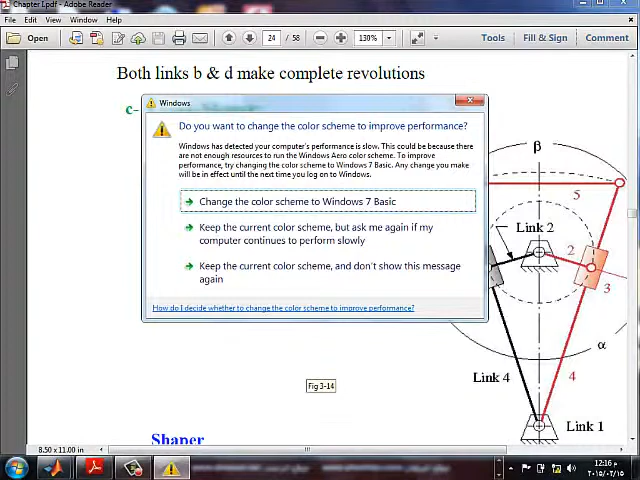 Chapter I.pdf - Adobe Reader
File Edit View Window Help
Open 24 / 58 130% Tools Fill & Sign Comment
Both links b & d make complete revolutions
c-
Windows
Do you want to change the color scheme to improve performance?
Windows has detected your computer's performance is slow. This could be because
there are not enough resources to run the Windows Aero color scheme. To improve
performance, try changing the color scheme to Windows 7 Basic. Any change you make
will be in effect until the next time you log on to Windows.
Change the color scheme to Windows 7 Basic
Keep the current color scheme, but ask me again if my
computer continues to perform slowly
Keep the current color scheme, and don't show this message
again
How do I decide whether to change the color scheme to improve performance?
β
5
Link 2
2
3
α
Link 4
4
Link 1
Fig 3-14
Shaper
8.50 x 11.00 in
12:16 م
٢٠١٥/٠٢/١٥